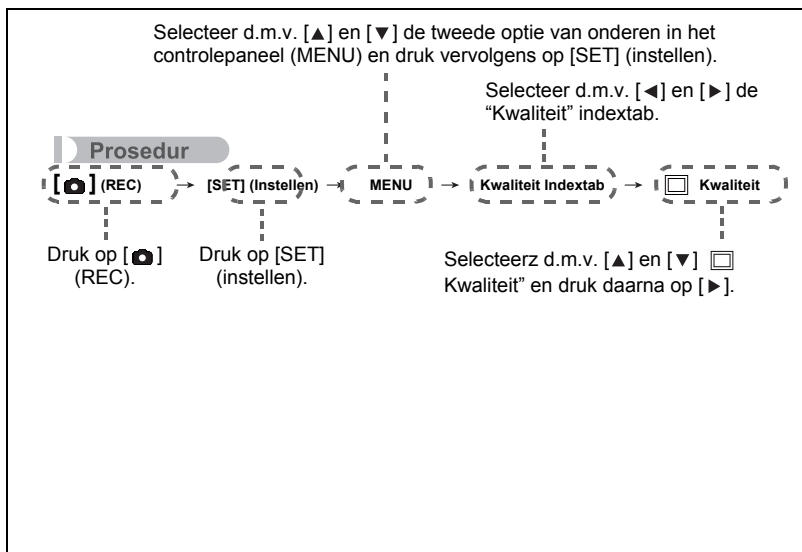 Selecteer d.m.v. [▲] en [▼] de tweede optie van onderen in het
controlepaneel (MENU) en druk vervolgens op [SET] (instellen).
Selecteer d.m.v. [◄] en [►] de
“Kwaliteit” indextab.
Prosedur
[📷] (REC) → [SET] (Instellen) → MENU → Kwaliteit Indextab → □ Kwaliteit
Druk op [📷]
(REC).
Druk op [SET]
(instellen).
Selecteerz d.m.v. [▲] en [▼] □
Kwaliteit” en druk daarna op [►].